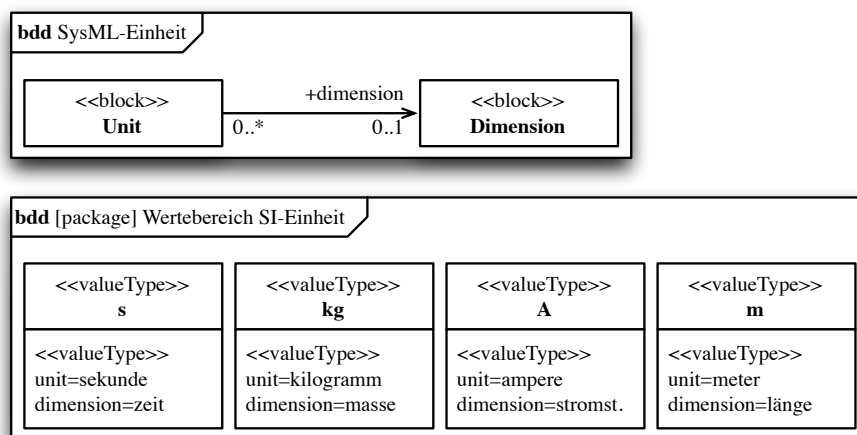 bdd SysML-Einheit
<<block>>
Unit
+dimension
0..*
0..1
<<block>>
Dimension
bdd [package] Wertebereich SI-Einheit
<<valueType>>
s
<<valueType>>
unit=sekunde
dimension=zeit
<<valueType>>
kg
<<valueType>>
unit=kilogramm
dimension=masse
<<valueType>>
A
<<valueType>>
unit=ampere
dimension=stromst.
<<valueType>>
m
<<valueType>>
unit=meter
dimension=länge